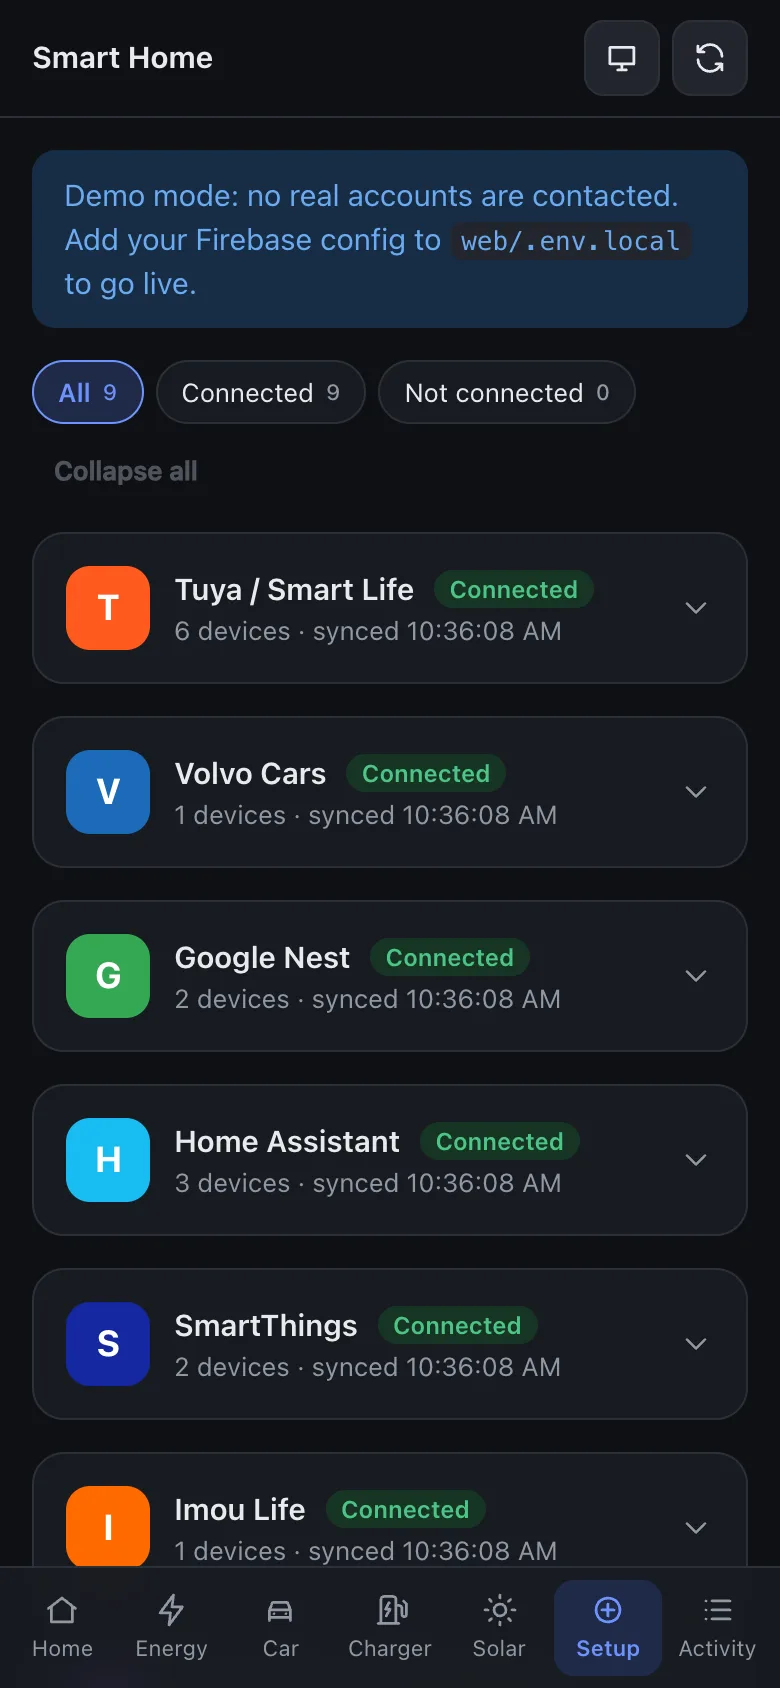 Smart Home
Demo mode: no real accounts are contacted.
Add your Firebase config to web/.env.local
to go live.
All 9
Connected 9
Not connected 0
Collapse all
T
Tuya / Smart Life Connected
6 devices · synced 10:36:08 AM
V
Volvo Cars Connected
1 devices · synced 10:36:08 AM
G
Google Nest Connected
2 devices · synced 10:36:08 AM
H
Home Assistant Connected
3 devices · synced 10:36:08 AM
S
SmartThings Connected
2 devices · synced 10:36:08 AM
I
Imou Life Connected
1 devices · synced 10:36:08 AM
Home
Energy
Car
Charger
Solar
Setup
Activity